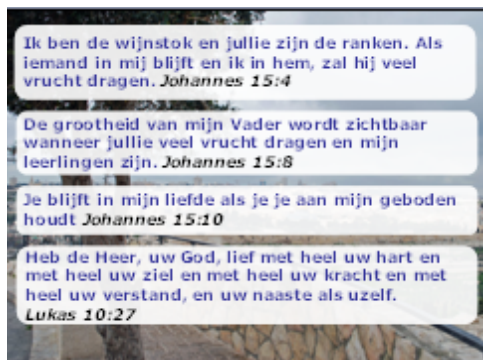 Ik ben de wijnstok en jullie zijn de ranken. Als
iemand in mij blijft en ik in hem, zal hij veel
vrucht dragen. Johannes 15:4
De grootheid van mijn Vader wordt zichtbaar
wanneer jullie veel vrucht dragen en mijn
leerlingen zijn. Johannes 15:8
Je blijft in mijn liefde als je je aan mijn geboden
houdt Johannes 15:10
Heb de Heer, uw God, lief met heel uw hart en
met heel uw ziel en met heel uw kracht en met
heel uw verstand, en uw naaste als uzelf.
Lukas 10:27